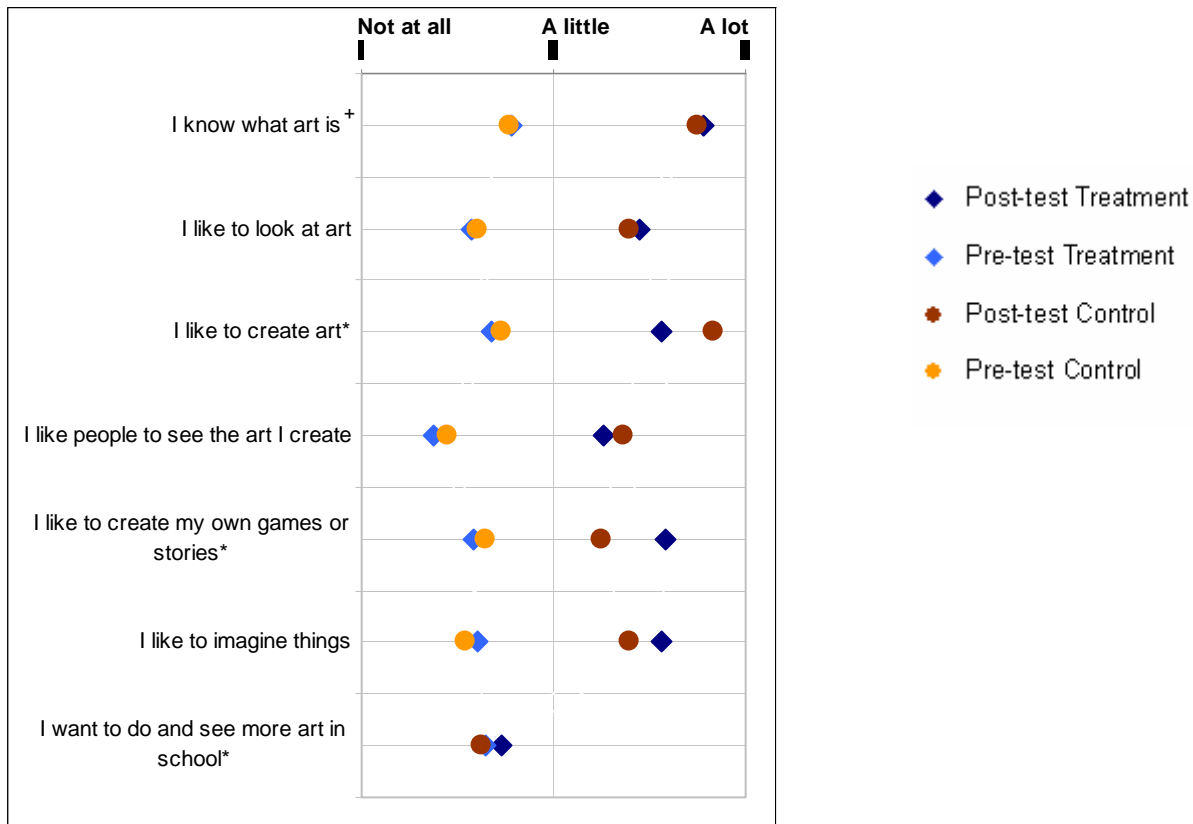 Not at all A little A lot
I know what art is+
I like to look at art
I like to create art*
I like people to see the art I create
I like to create my own games or
stories*
I like to imagine things
I want to do and see more art in
school*
Post-test Treatment
Pre-test Treatment
Post-test Control
Pre-test Control